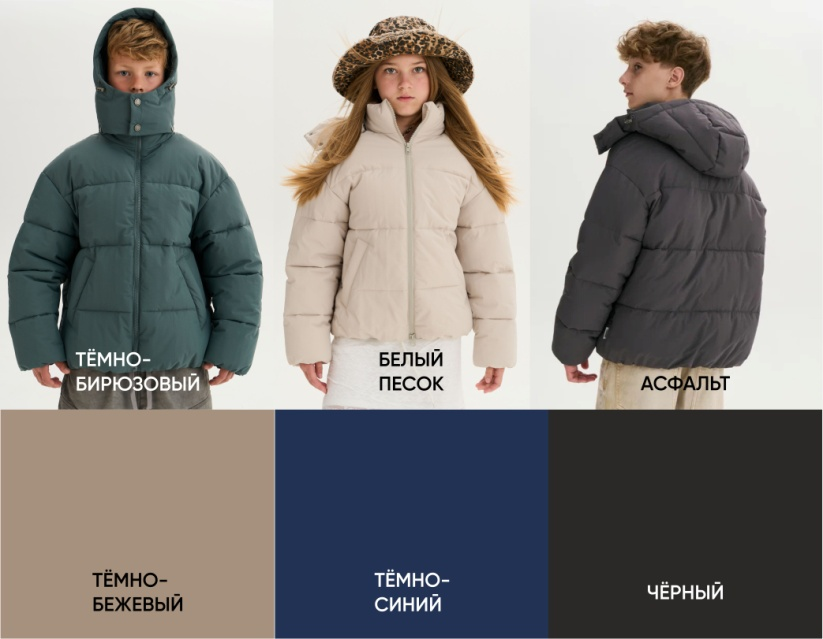 ТЁМНО-
БИРЮЗОВЫЙ
БЕЛЫЙ
ПЕСОК
АСФАЛЬТ
ТЁМНО-
БЕЖЕВЫЙ
ТЁМНО-
СИНИЙ
ЧЁРНЫЙ